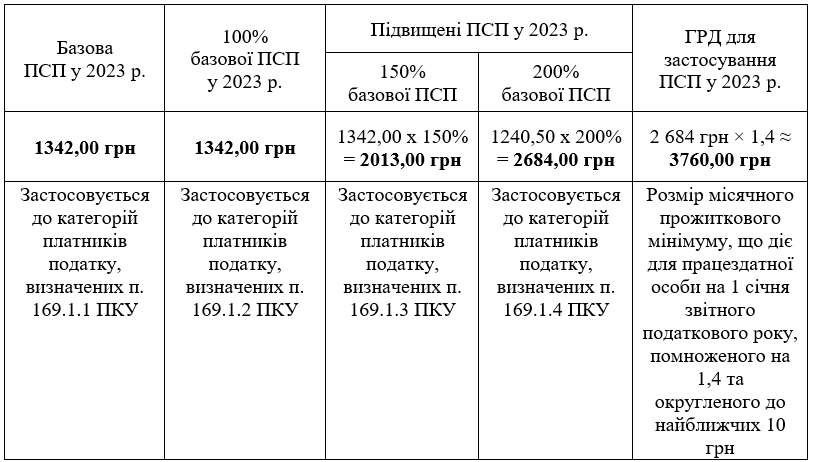 Базова
ПСП у 2023 р.
100%
базової ПСП
у 2023 р.
Підвищені ПСП у 2023 р.
150%
базової ПСП
200%
базової ПСП
ГРД для
застосування
ПСП у 2023 р.
1342,00 грн
1342,00 грн
1342,00 х 150%
= 2013,00 грн
1240,50 х 200%
= 2684,00 грн
2 684 грн × 1,4 ≈
3760,00 грн
Застосовується
до категорій
платників
податку,
визначених п.
169.1.1 ПКУ
Застосовується
до категорій
платників
податку,
визначених п.
169.1.2 ПКУ
Застосовується
до категорій
платників
податку,
визначених п.
169.1.3 ПКУ
Застосовується
до категорій
платників
податку,
визначених п.
169.1.4 ПКУ
Розмір місячного
прожиткового
мінімуму, що діє
для працездатної
особи на 1 січня
звітного
податкового року,
помноженого на
1,4 та
округленого до
найближчих 10
грн